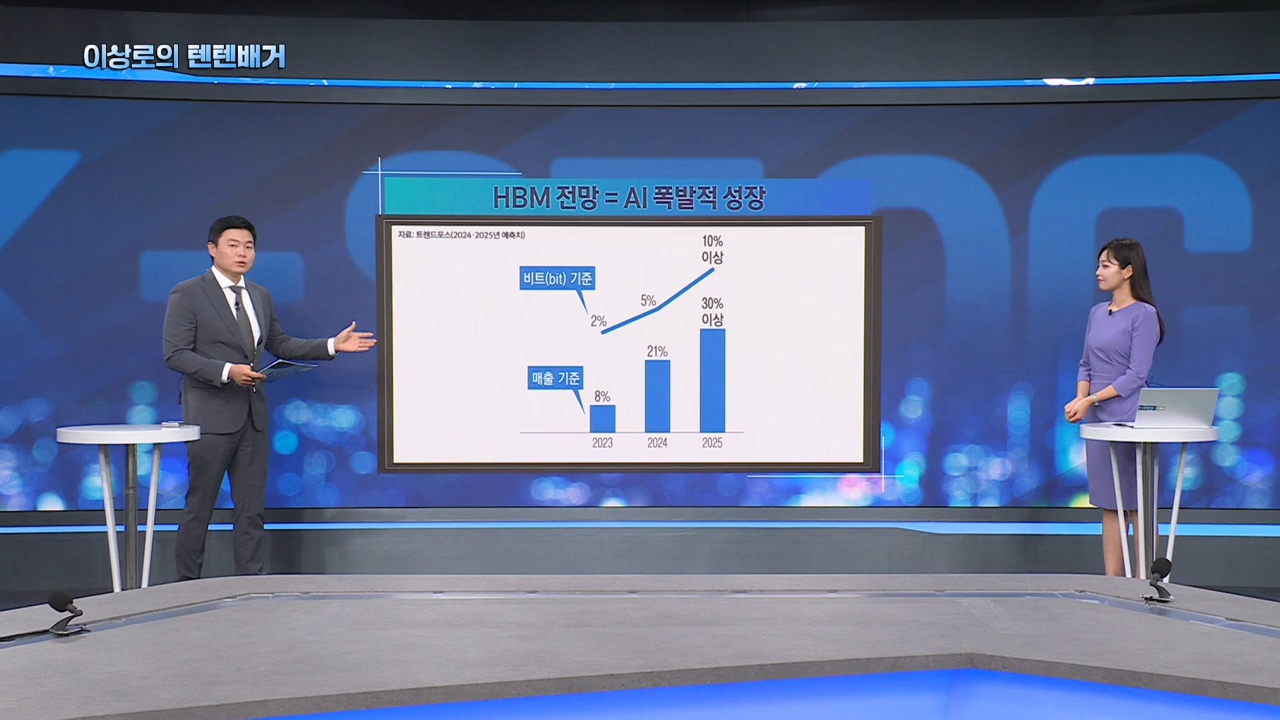 이상로의 텐텐배거
HBM 전망 = AI 폭발적 성장
자료: 트렌드포스(2024·2025년 예측치)
10%
이상
비트(bit) 기준
5%
2%
30%
이상
21%
매출 기준
8%
2023
2024
2025